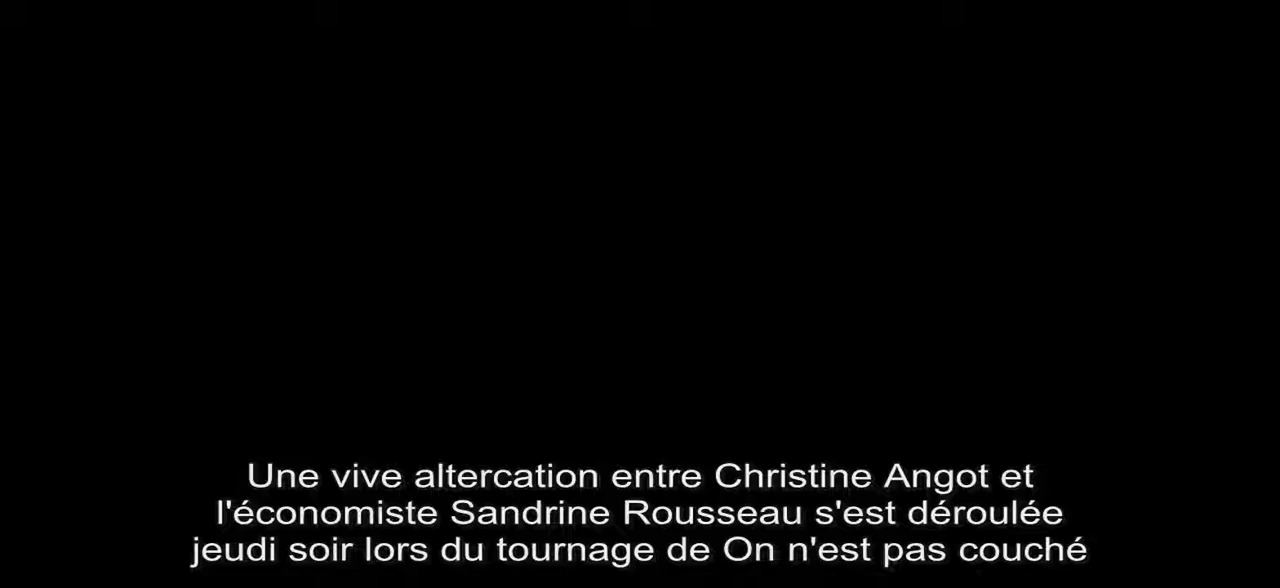 Une vive altercation entre Christine Angot et
l'économiste Sandrine Rousseau s'est déroulée
jeudi soir lors du tournage de On n'est pas couché